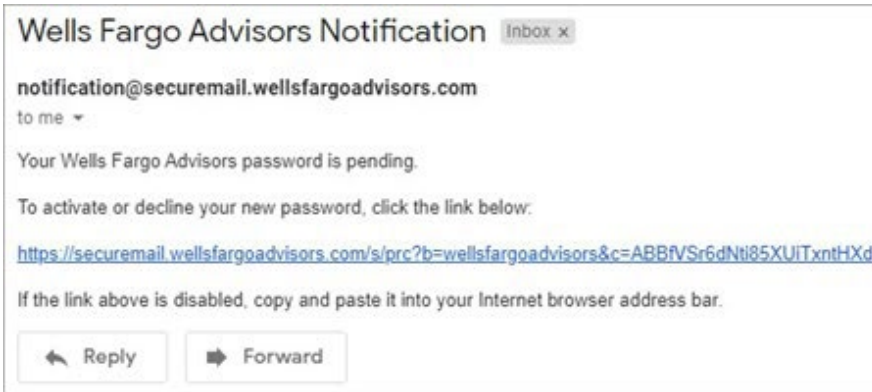 Wells Fargo Advisors Notification Inbox x
notification@securemail.wellsfargoadvisors.com
to me
Your Wells Fargo Advisors password is pending.
To activate or decline your new password, click the link below:
https://securemail.wellsfargoadvisors.com/s/prc?b=wellsfargoadvisors&c=ABBfVSr6dNti85XUiTxntHXd
If the link above is disabled, copy and paste it into your Internet browser address bar.
Reply Forward